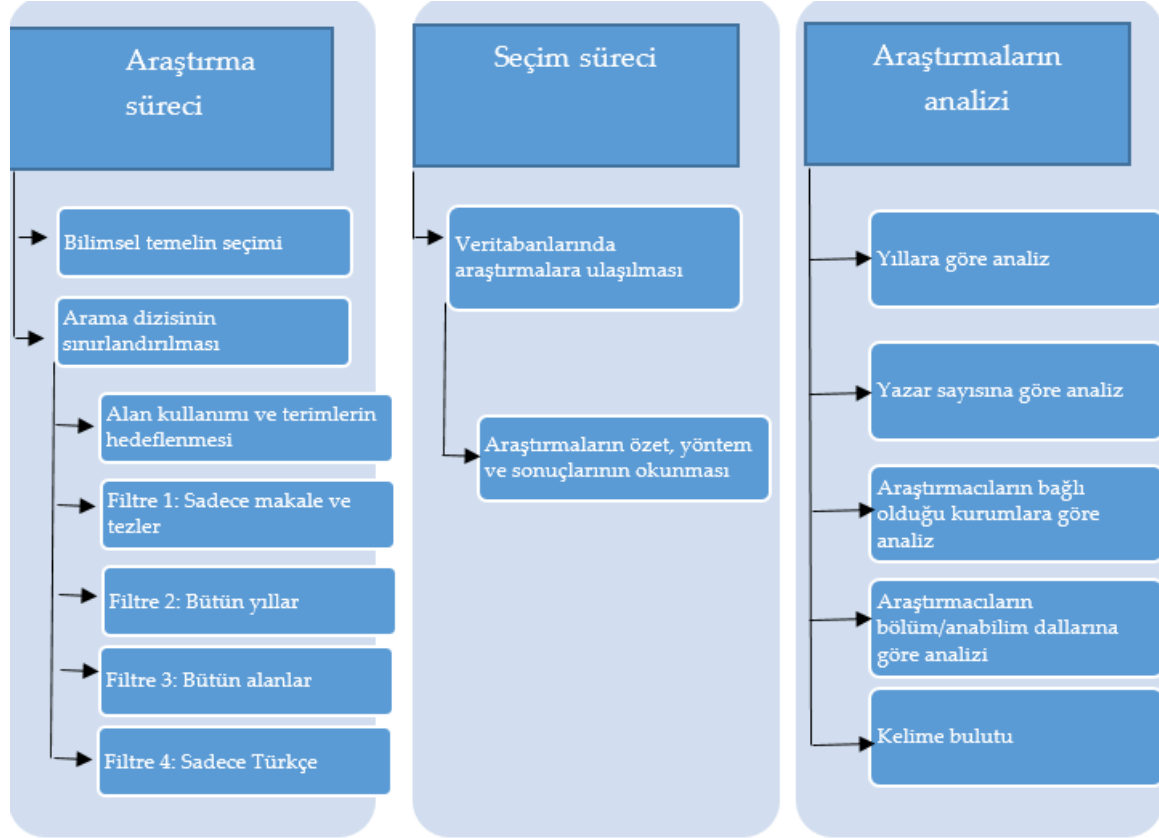 Araştırma
süreci
Bilimsel temelin seçimi
Arama dizisinin
sınırlandırılması
Alan kullanımı ve terimlerin
hedeflenmesi
Filtre 1: Sadece makale ve
tezler
Filtre 2: Bütün yıllar
Filtre 3: Bütün alanlar
Filtre 4: Sadece Türkçe
Seçim süreci
Veritabanlarında
araştırmalara ulaşılması
Araştırmaların özet, yöntem
ve sonuçlarının okunması
Araştırmaların
analizi
Yıllara göre analiz
Yazar sayısına göre analiz
Araştırmacıların bağlı
olduğu kurumlara göre
analiz
Araştırmacıların
bölüm/anabilim dallarına
göre analizi
Kelime bulutu